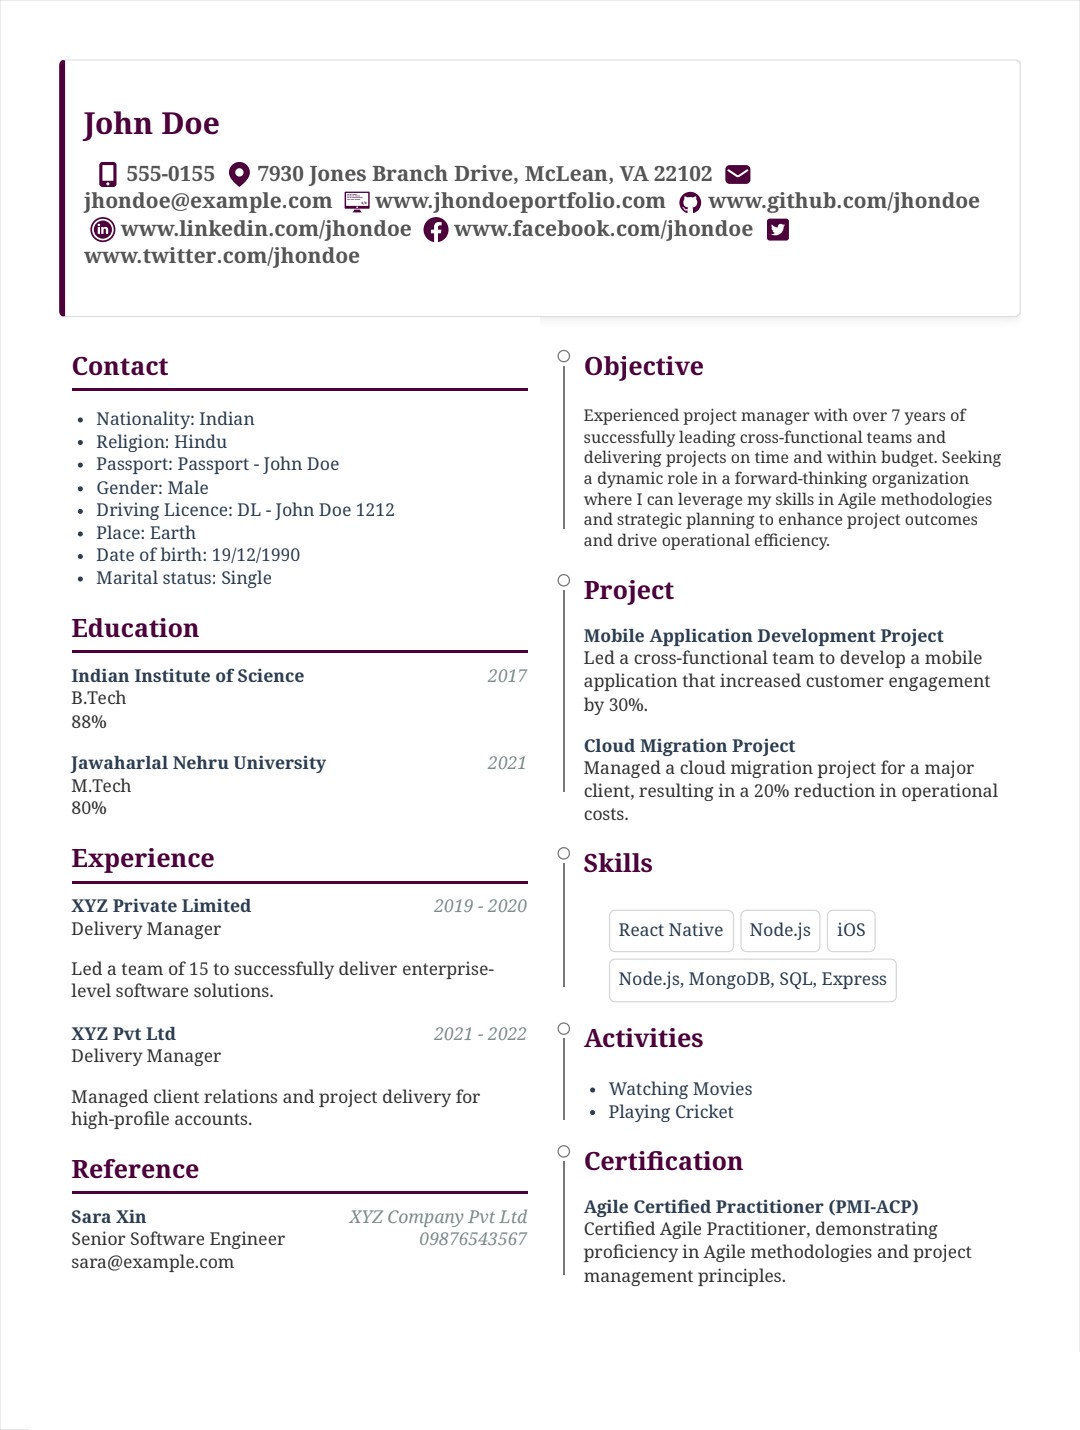 John Doe
555-0155 7930 Jones Branch Drive, McLean, VA 22102
jhondoe@example.com www.jhondoeportfolio.com www.github.com/jhondoe
www.linkedin.com/jhondoe www.facebook.com/jhondoe
www.twitter.com/jhondoe
Contact
Nationality: Indian
Religion: Hindu
Passport: Passport - John Doe
Gender: Male
Driving Licence: DL - John Doe 1212
Place: Earth
Date of birth: 19/12/1990
Marital status: Single
Education
Indian Institute of Science 2017
B.Tech
88%
Jawaharlal Nehru University 2021
M.Tech
80%
Experience
XYZ Private Limited 2019 - 2020
Delivery Manager
Led a team of 15 to successfully deliver enterprise-
level software solutions.
XYZ Pvt Ltd 2021 - 2022
Delivery Manager
Managed client relations and project delivery for
high-profile accounts.
Reference
Sara Xin XYZ Company Pvt Ltd
Senior Software Engineer 09876543567
sara@example.com
Objective
Experienced project manager with over 7 years of
successfully leading cross-functional teams and
delivering projects on time and within budget. Seeking
a dynamic role in a forward-thinking organization
where I can leverage my skills in Agile methodologies
and strategic planning to enhance project outcomes
and drive operational efficiency.
Project
Mobile Application Development Project
Led a cross-functional team to develop a mobile
application that increased customer engagement
by 30%.
Cloud Migration Project
Managed a cloud migration project for a major
client, resulting in a 20% reduction in operational
costs.
Skills
React Native Node.js iOS
Node.js, MongoDB, SQL, Express
Activities
Watching Movies
Playing Cricket
Certification
Agile Certified Practitioner (PMI-ACP)
Certified Agile Practitioner, demonstrating
proficiency in Agile methodologies and project
management principles.